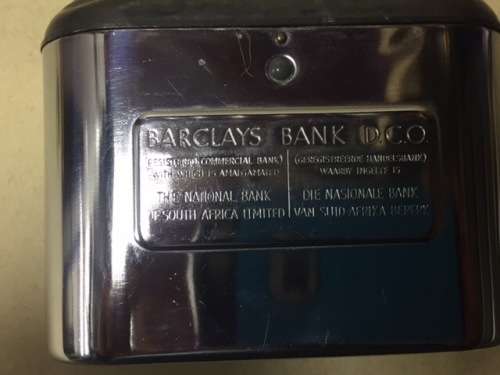 BARCLAYS BANK D.C.O.
(REGISTERED COMMERCIAL BANK)
WITH WHICH IS AMALGAMATED
THE NATIONAL BANK
OF SOUTH AFRICA LIMITED
(GEREGISTREERDE HANDELSBANK)
WAARBY INGELYF IS
DIE NASIONALE BANK
VAN SUID AFRIKA BEPERK